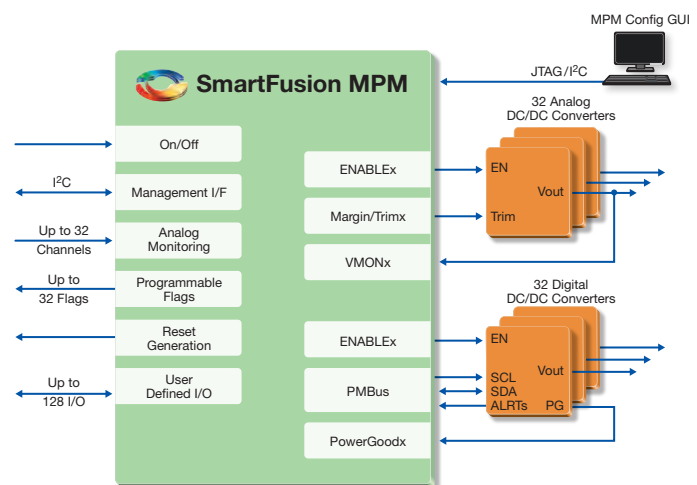 MPM Config GUI
SmartFusion MPM
JTAG/I²C
32 Analog
DC/DC Converters
On/Off
I²C
Management I/F
Up to 32
Channels
Analog
Monitoring
Up to
32 Flags
Programmable
Flags
Reset
Generation
Up to
128 I/O
User
Defined I/O
ENABLEx
Margin/Trimx
VMONx
EN
Vout
Trim
32 Digital
DC/DC Converters
ENABLEx
PMBus
PowerGoodx
EN
Vout
SCL
SDA
ALRTs PG